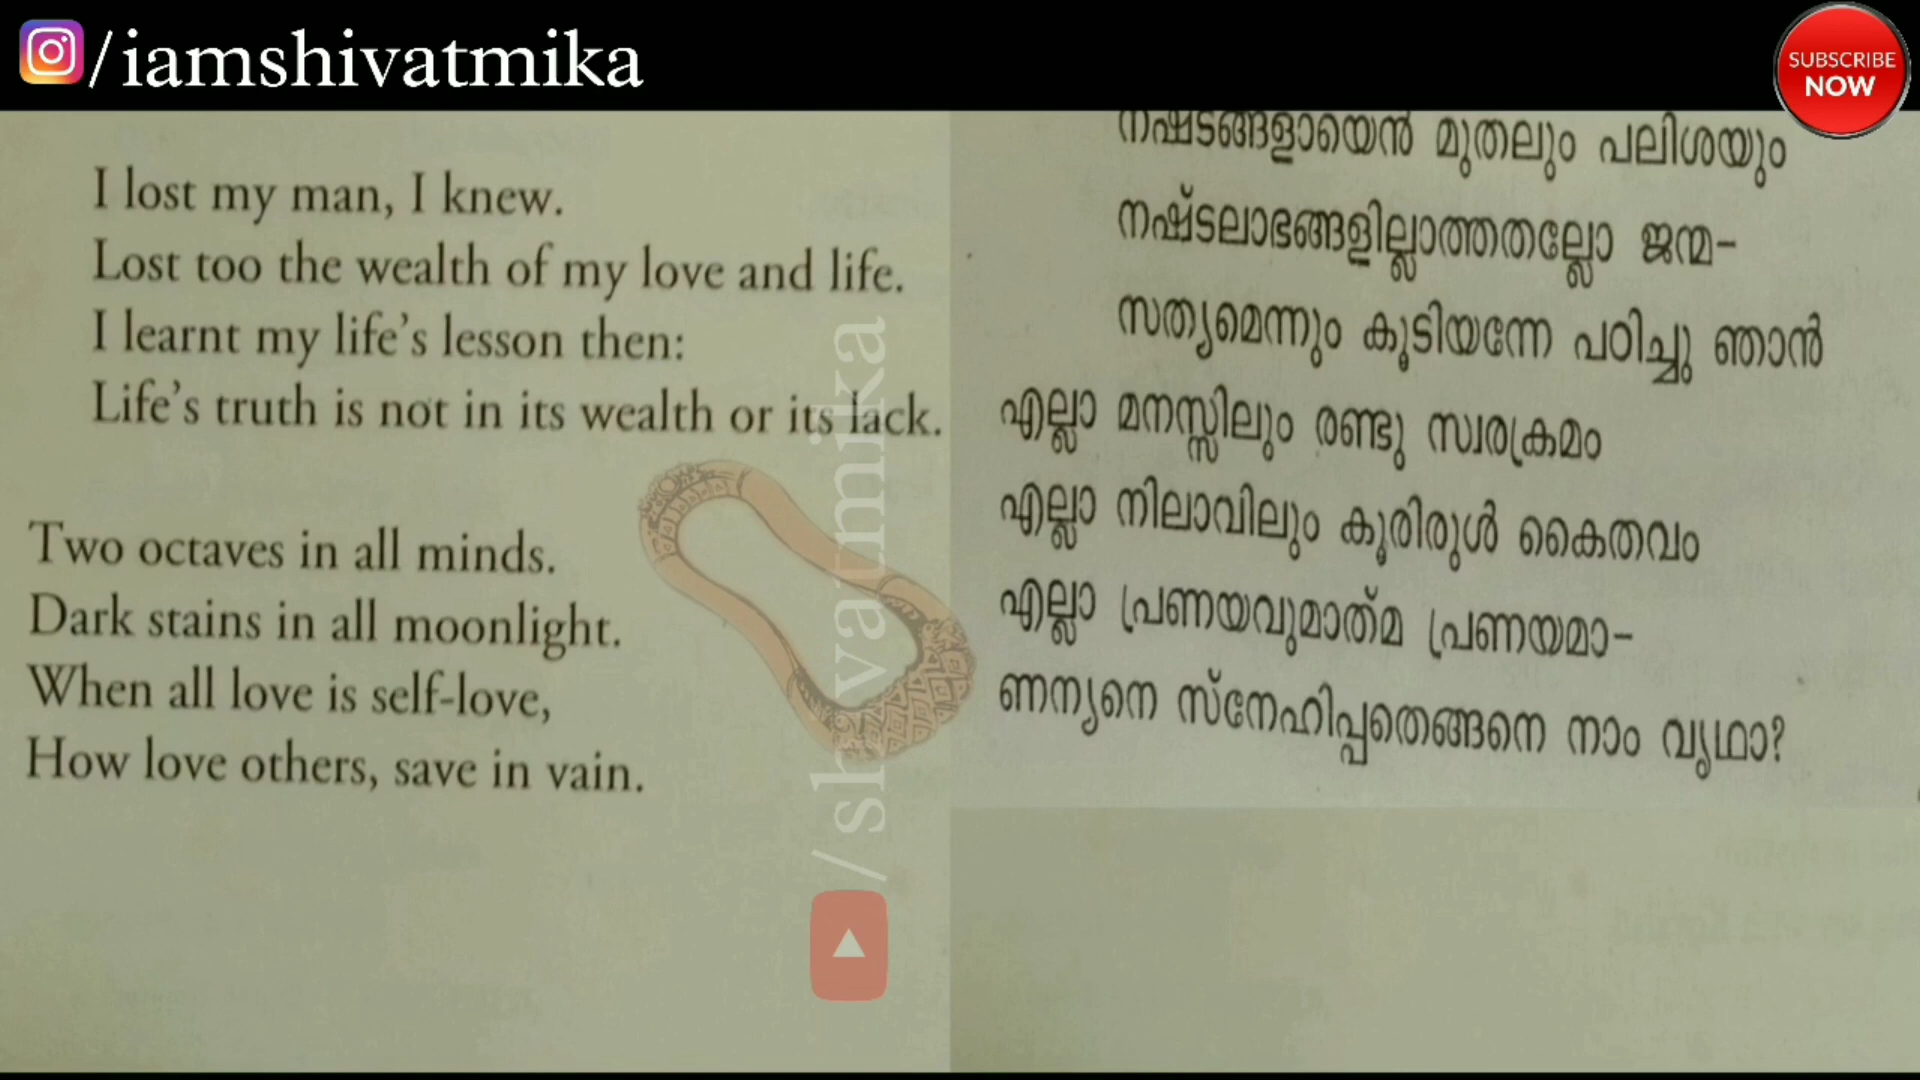 /iamshivatmika
SUBSCRIBE
NOW
I lost my man, I knew.
Lost too the wealth of my love and life.
I learnt my life's lesson then:
Life's truth is not in its wealth or its lack.
Two octaves in all minds.
Dark stains in all moonlight.
When all love is self-love,
How love others, save in vain.
നഷ്ടങ്ങളായെൻ മുതലും പലിശയും
നഷ്ടലാഭങ്ങളില്ലാത്തതല്ലോ ജന്മ-
സത്യമെന്നും കൂടിയന്നേ പഠിച്ചു ഞാൻ
എല്ലാ മനസ്സിലും രണ്ടു സ്വരക്രമം
എല്ലാ നിലാവിലും കൂരിരുൾ കൈതവം
എല്ലാ പ്രണയവുമാത്മ പ്രണയമാ-
ണന്യനെ സ്നേഹിപ്പതെങ്ങനെ നാം വൃഥാ?
/shivatmika